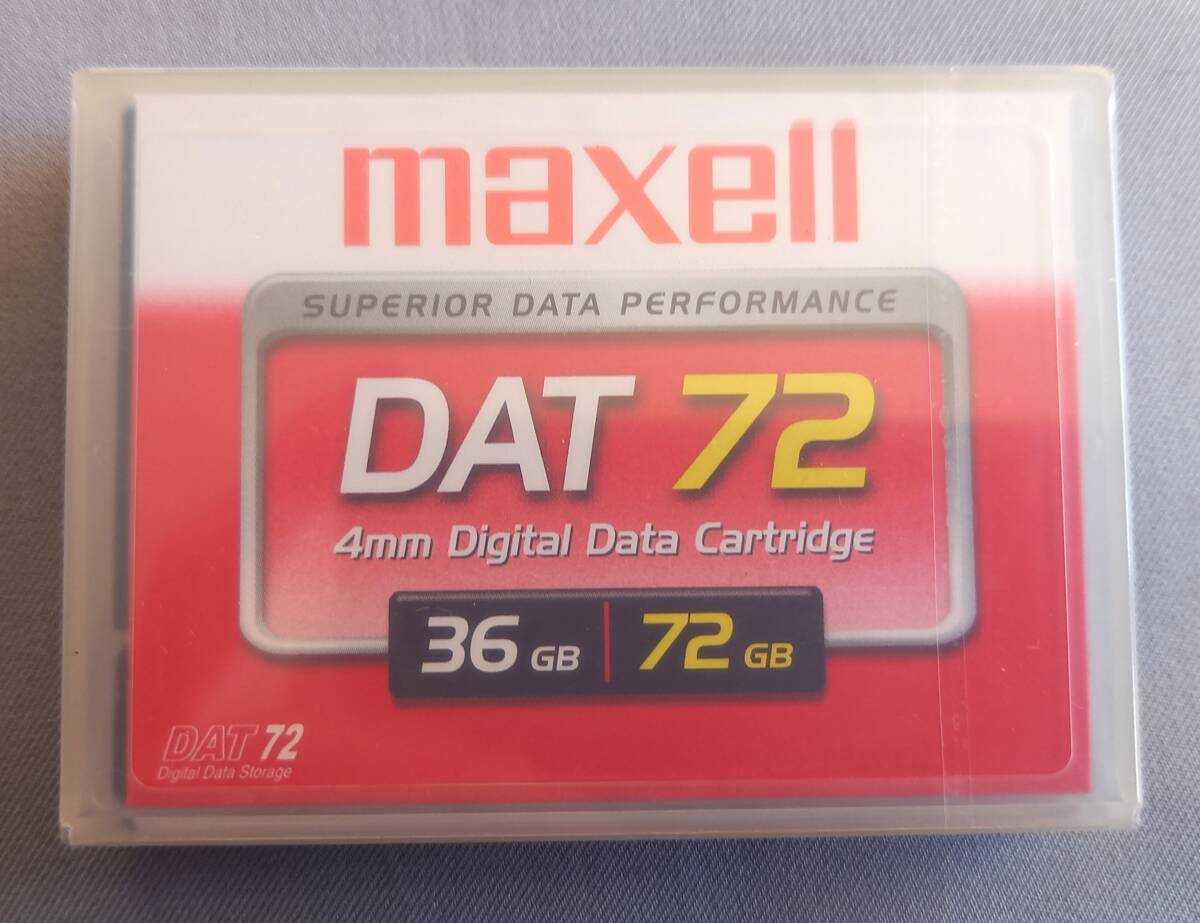 maxell
SUPERIOR DATA PERFORMANCE
DAT 72
4mm Digital Data Cartridge
36 GB | 72 GB
DAT 72
Digital Data Storage